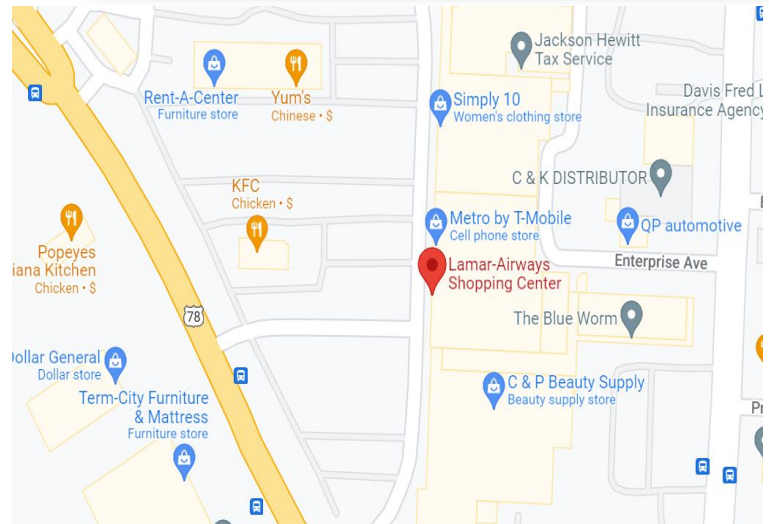 Jackson Hewitt
Tax Service
Rent-A-Center
Furniture store
Yum's
Chinese • $
Simply 10
Women's clothing store
Davis Fred L
Insurance Agency
C & K DISTRIBUTOR
KFC
Chicken • $
Metro by T-Mobile
Cell phone store
QP automotive
Popeyes
iana Kitchen
Chicken • $
Lamar-Airways
Shopping Center
Enterprise Ave
78
The Blue Worm
Dollar General
Dollar store
Term-City Furniture
& Mattress
Furniture store
C & P Beauty Supply
Beauty supply store
Pr